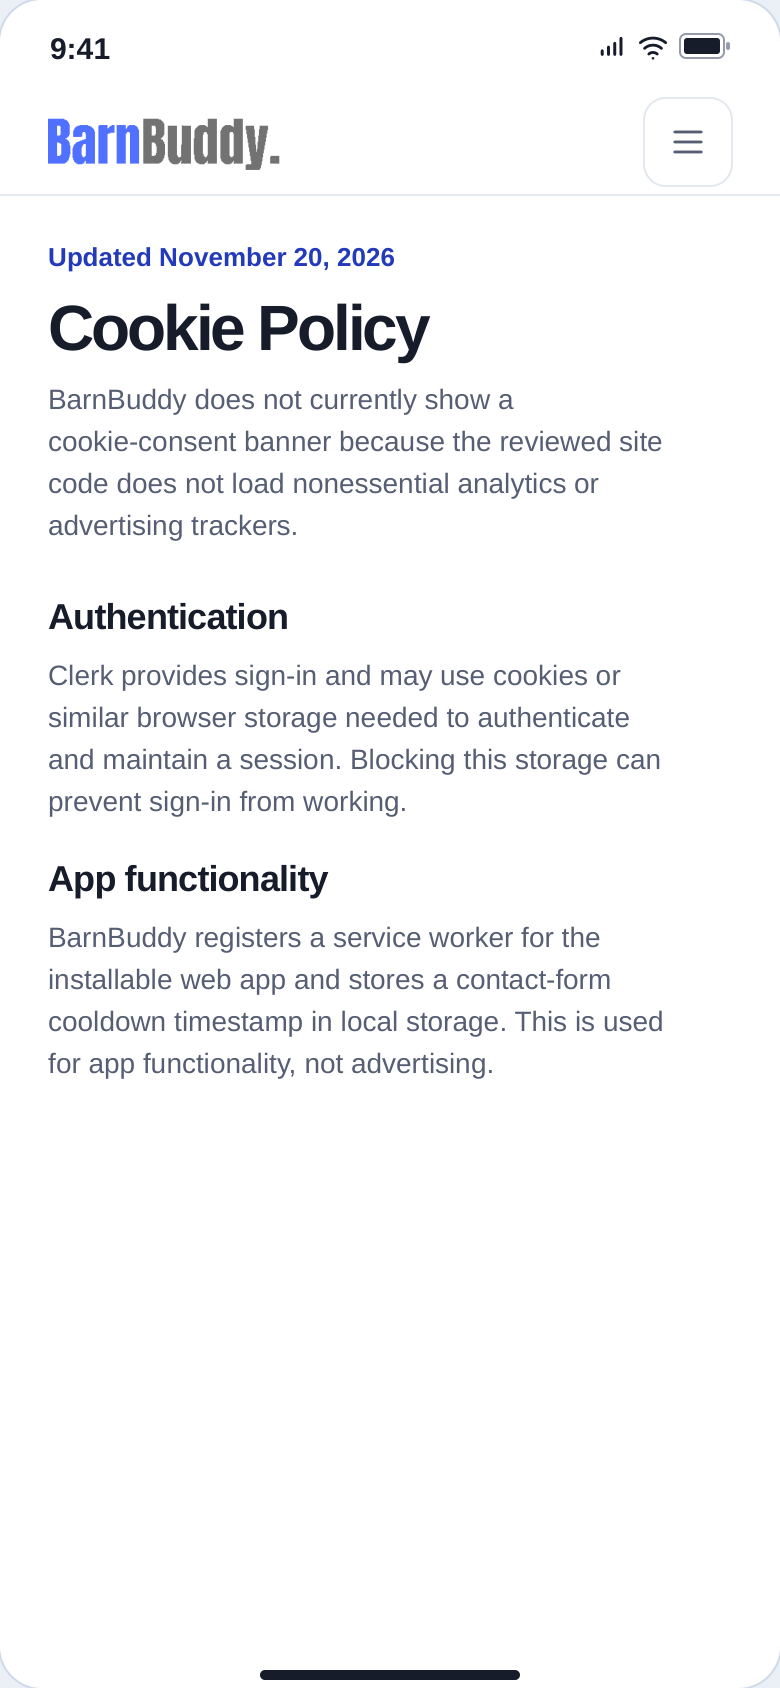 9:41
BarnBuddy.
Updated November 20, 2026
Cookie Policy
BarnBuddy does not currently show a
cookie-consent banner because the reviewed site
code does not load nonessential analytics or
advertising trackers.
Authentication
Clerk provides sign-in and may use cookies or
similar browser storage needed to authenticate
and maintain a session. Blocking this storage can
prevent sign-in from working.
App functionality
BarnBuddy registers a service worker for the
installable web app and stores a contact-form
cooldown timestamp in local storage. This is used
for app functionality, not advertising.